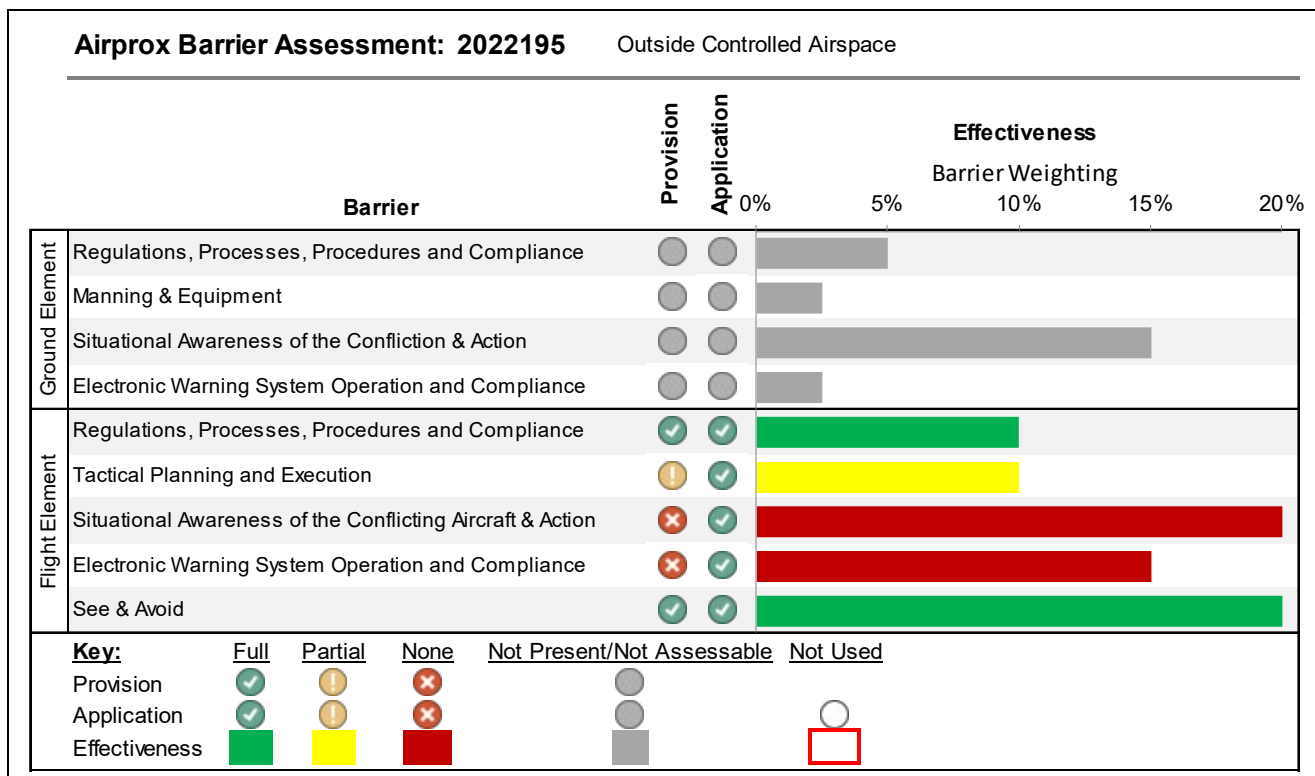 Airprox Barrier Assessment: 2022195 Outside Controlled Airspace
Barrier Provision Application Effectiveness
Barrier Weighting
0% 5% 10% 15% 20%
Ground Element
Regulations, Processes, Procedures and Compliance
Manning & Equipment
Situational Awareness of the Confliction & Action
Electronic Warning System Operation and Compliance
Flight Element
Regulations, Processes, Procedures and Compliance
Tactical Planning and Execution
Situational Awareness of the Conflicting Aircraft & Action
Electronic Warning System Operation and Compliance
See & Avoid
Key: Full Partial None Not Present/Not Assessable Not Used
Provision
Application
Effectiveness